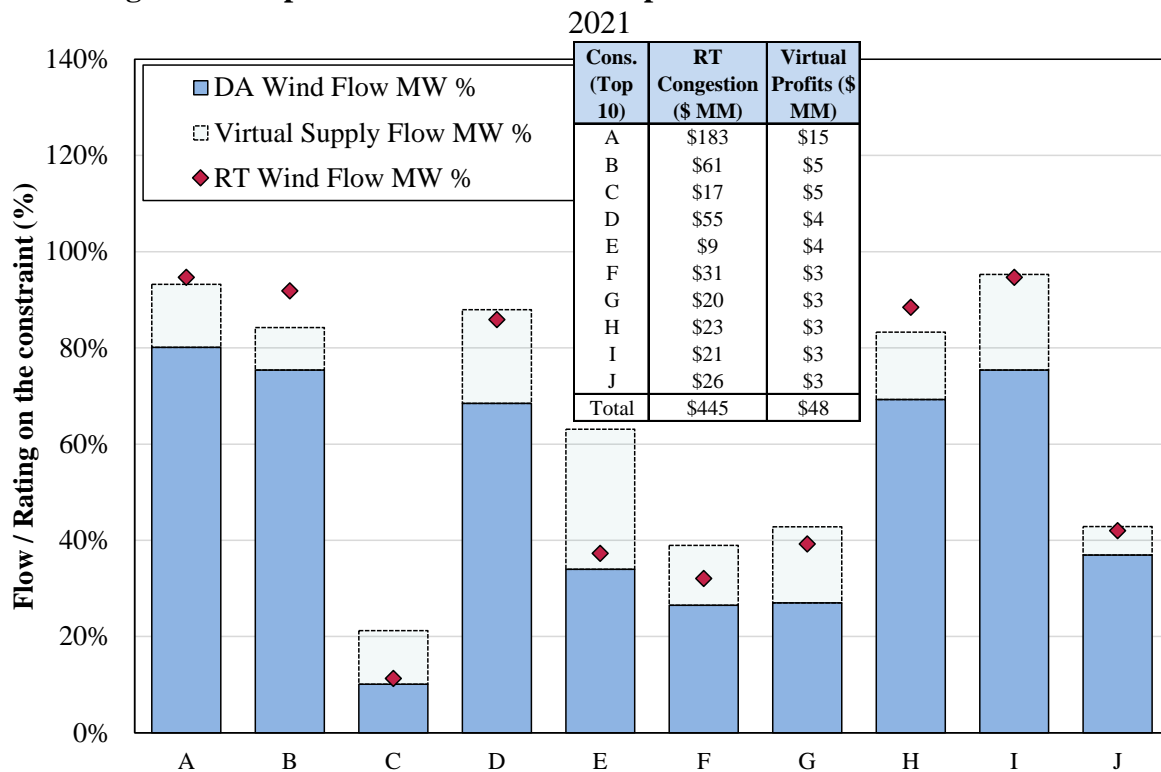 2021
140%
120%
100%
80%
60%
40%
20%
0%
Flow / Rating on the constraint (%)
DA Wind Flow MW %
Virtual Supply Flow MW %
RT Wind Flow MW %
Cons. (Top 10) RT Congestion ($ MM) Virtual Profits ($ MM)
A $183 $15
B $61 $5
C $17 $5
D $55 $4
E $9 $4
F $31 $3
G $20 $3
H $23 $3
I $21 $3
J $26 $3
Total $445 $48
A B C D E F G H I J